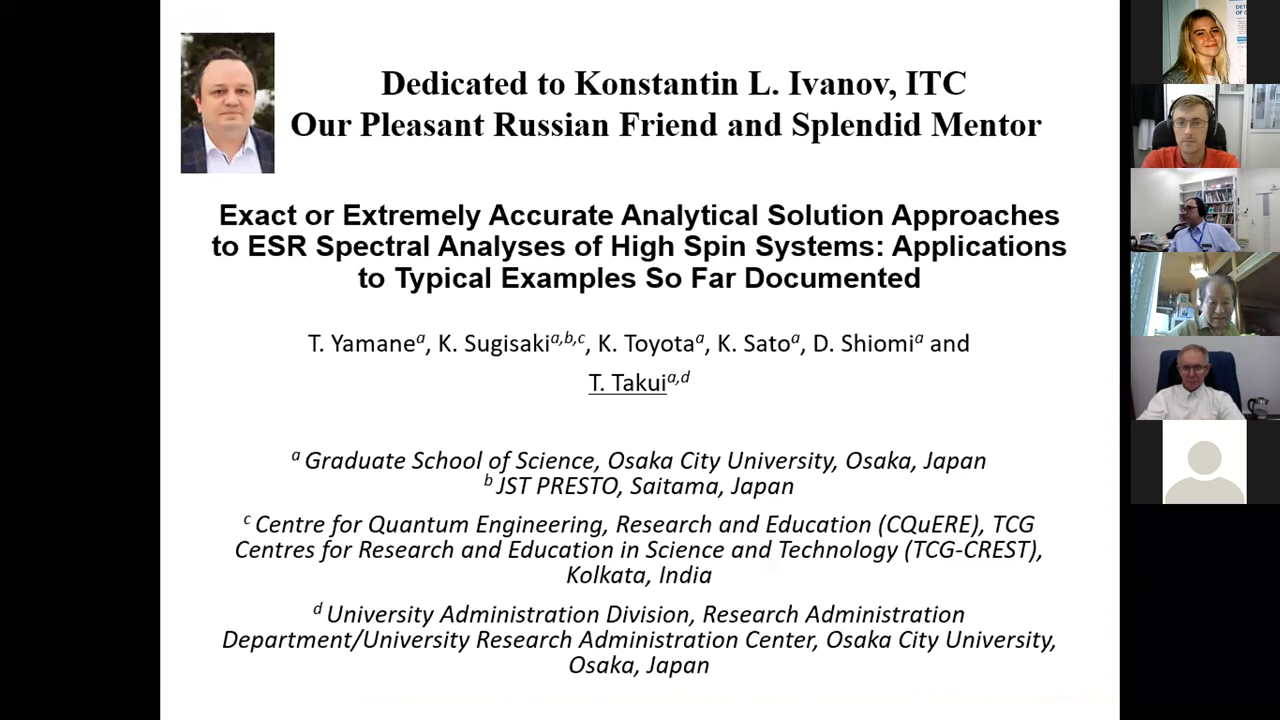 Dedicated to Konstantin L. Ivanov, ITC
Our Pleasant Russian Friend and Splendid Mentor
Exact or Extremely Accurate Analytical Solution Approaches
to ESR Spectral Analyses of High Spin Systems: Applications
to Typical Examples So Far Documented
T. Yamaneᵃ, K. Sugisakiᵃ,ᵇ,ᶜ, K. Toyotaᵃ, K. Satoᵃ, D. Shiomiᵃ and
T. Takuiᵃ,ᵈ
ᵃ Graduate School of Science, Osaka City University, Osaka, Japan
ᵇ JST PRESTO, Saitama, Japan
ᶜ Centre for Quantum Engineering, Research and Education (CQuERE), TCG
Centres for Research and Education in Science and Technology (TCG-CREST),
Kolkata, India
ᵈ University Administration Division, Research Administration
Department/University Research Administration Center, Osaka City University,
Osaka, Japan